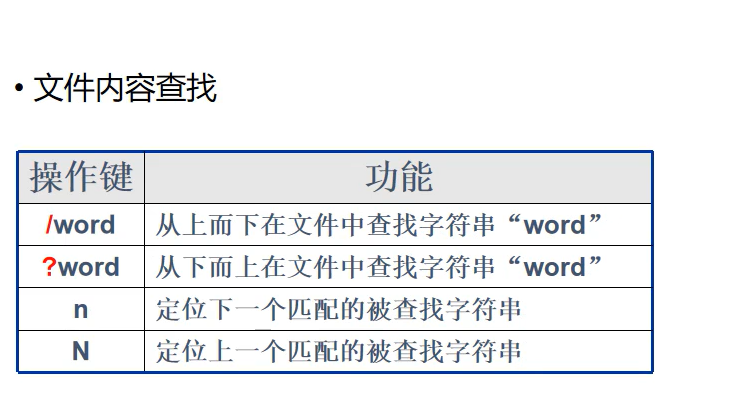 • 文件内容查找
操作键 功能
/word 从上而下在文件中查找字符串“word”
?word 从下而上在文件中查找字符串“word”
n 定位下一个匹配的被查找字符串
N 定位上一个匹配的被查找字符串